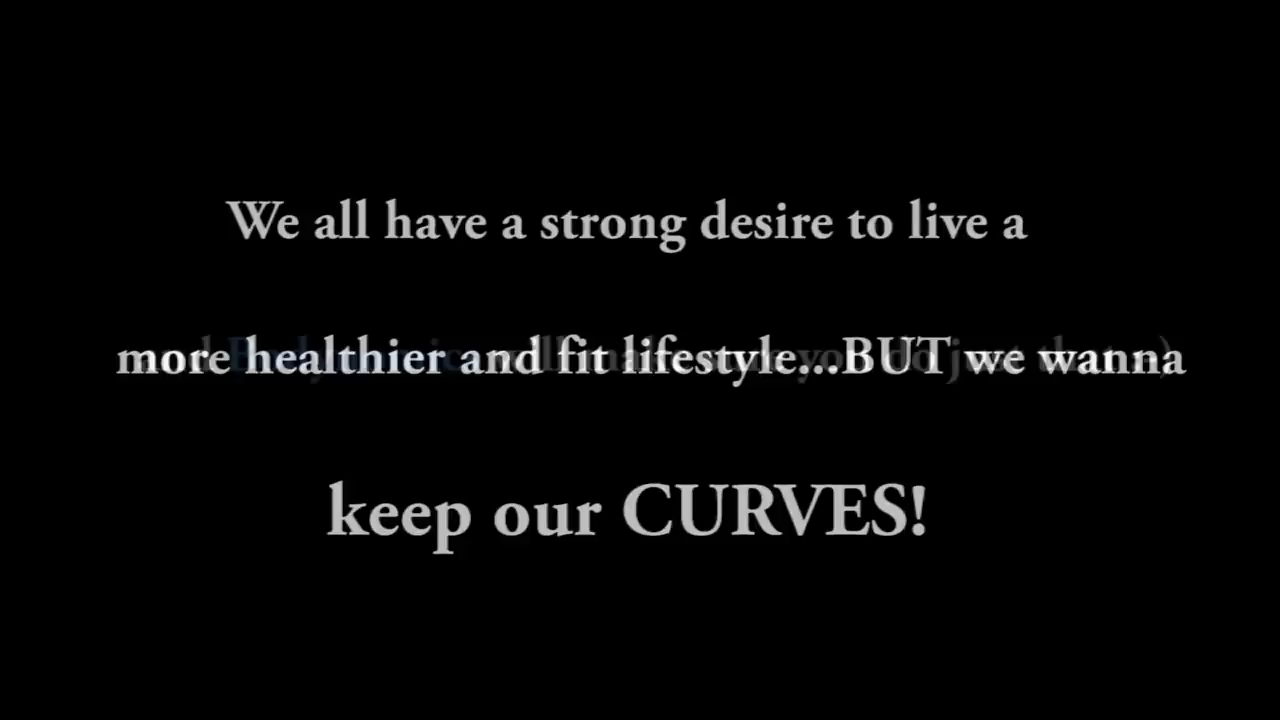 We all have a strong desire to live a
more healthier and fit lifestyle...BUT we wanna
keep our CURVES!